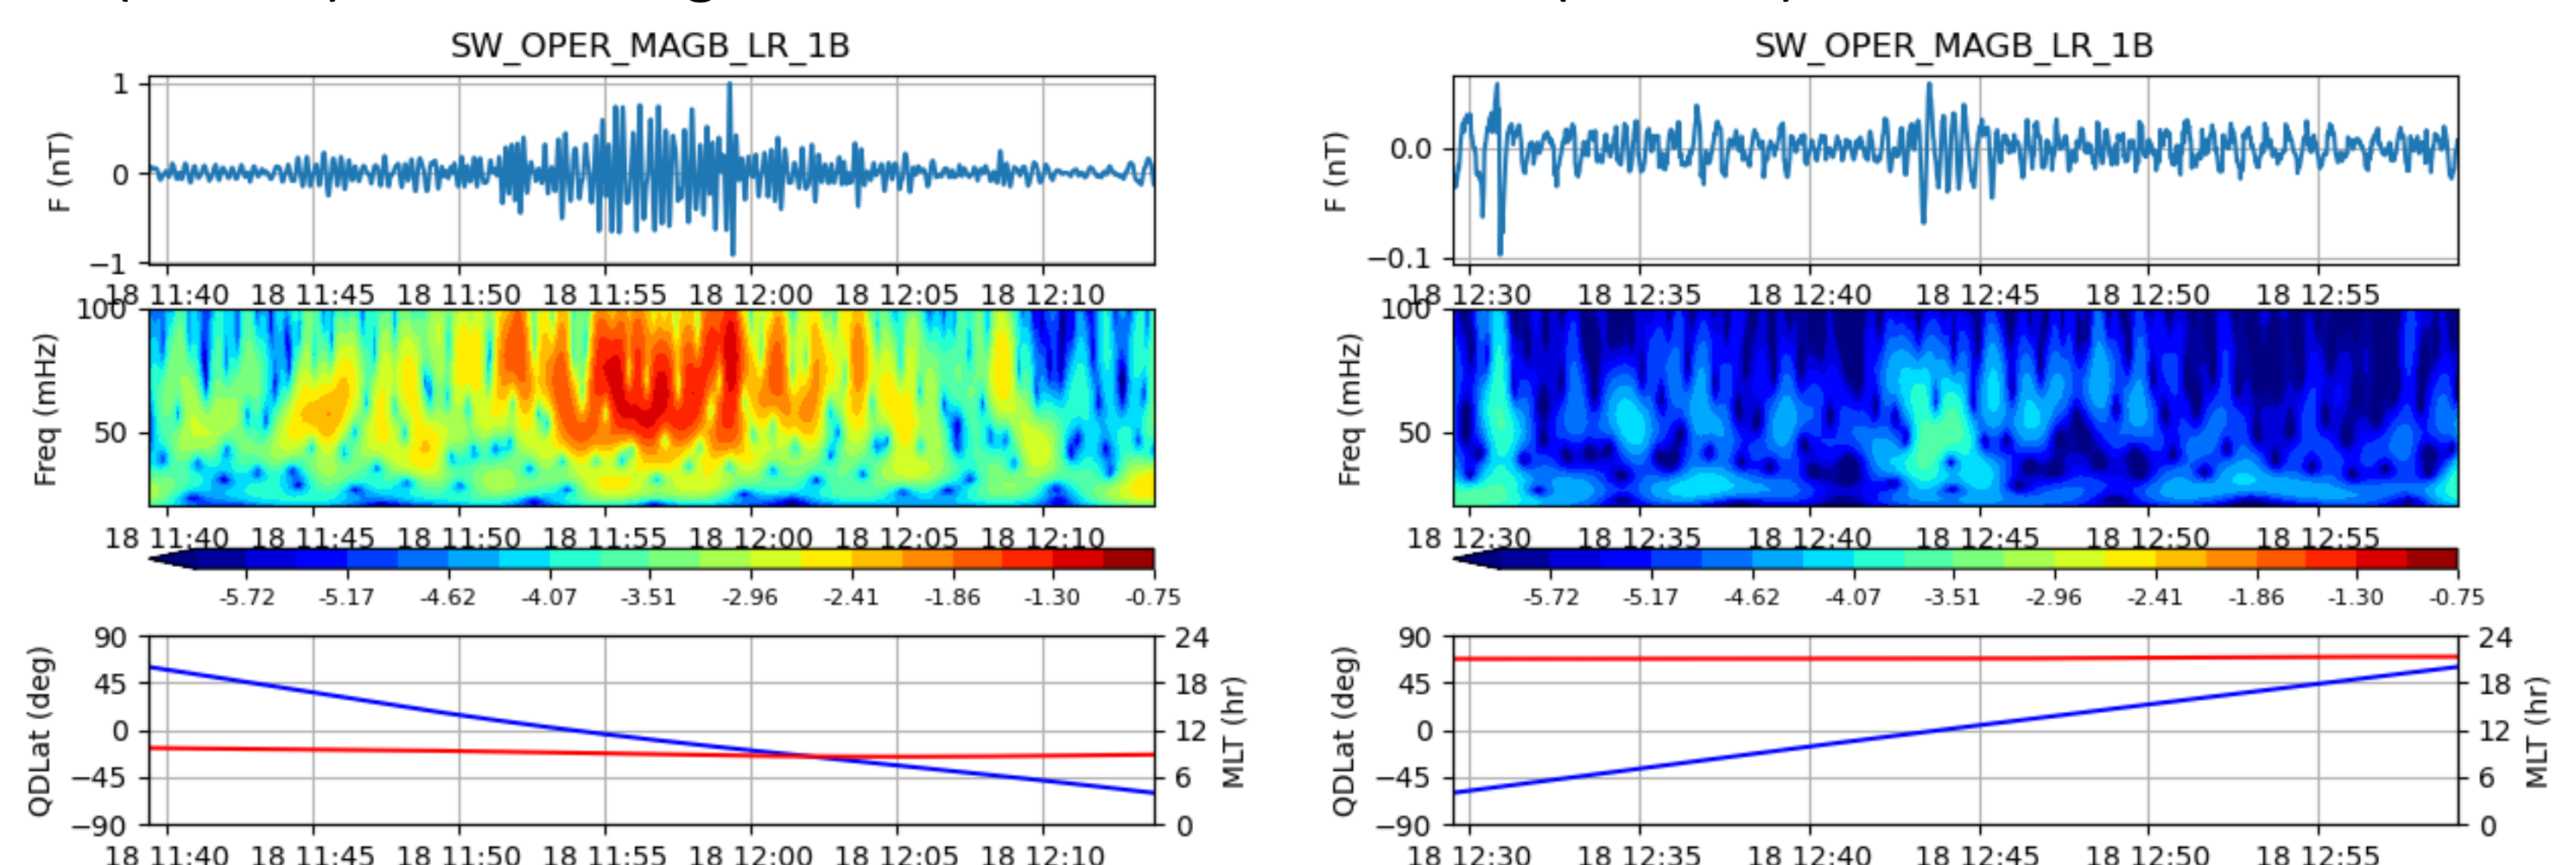 SW_OPER_MAGB_LR_1B
1
0
−1
F (nT)
18 11:40 18 11:45 18 11:50 18 11:55 18 12:00 18 12:05 18 12:10
100
50
Freq (mHz)
18 11:40 18 11:45 18 11:50 18 11:55 18 12:00 18 12:05 18 12:10
-5.72 -5.17 -4.62 -4.07 -3.51 -2.96 -2.41 -1.86 -1.30 -0.75
90
45
0
−45
−90
QDLat (deg)
24
18
12
6
0
MLT (hr)
18 11:40 18 11:45 18 11:50 18 11:55 18 12:00 18 12:05 18 12:10
SW_OPER_MAGB_LR_1B
0.0
−0.1
F (nT)
18 12:30 18 12:35 18 12:40 18 12:45 18 12:50 18 12:55
100
50
Freq (mHz)
18 12:30 18 12:35 18 12:40 18 12:45 18 12:50 18 12:55
-5.72 -5.17 -4.62 -4.07 -3.51 -2.96 -2.41 -1.86 -1.30 -0.75
90
45
0
−45
−90
QDLat (deg)
24
18
12
6
0
MLT (hr)
18 12:30 18 12:35 18 12:40 18 12:45 18 12:50 18 12:55